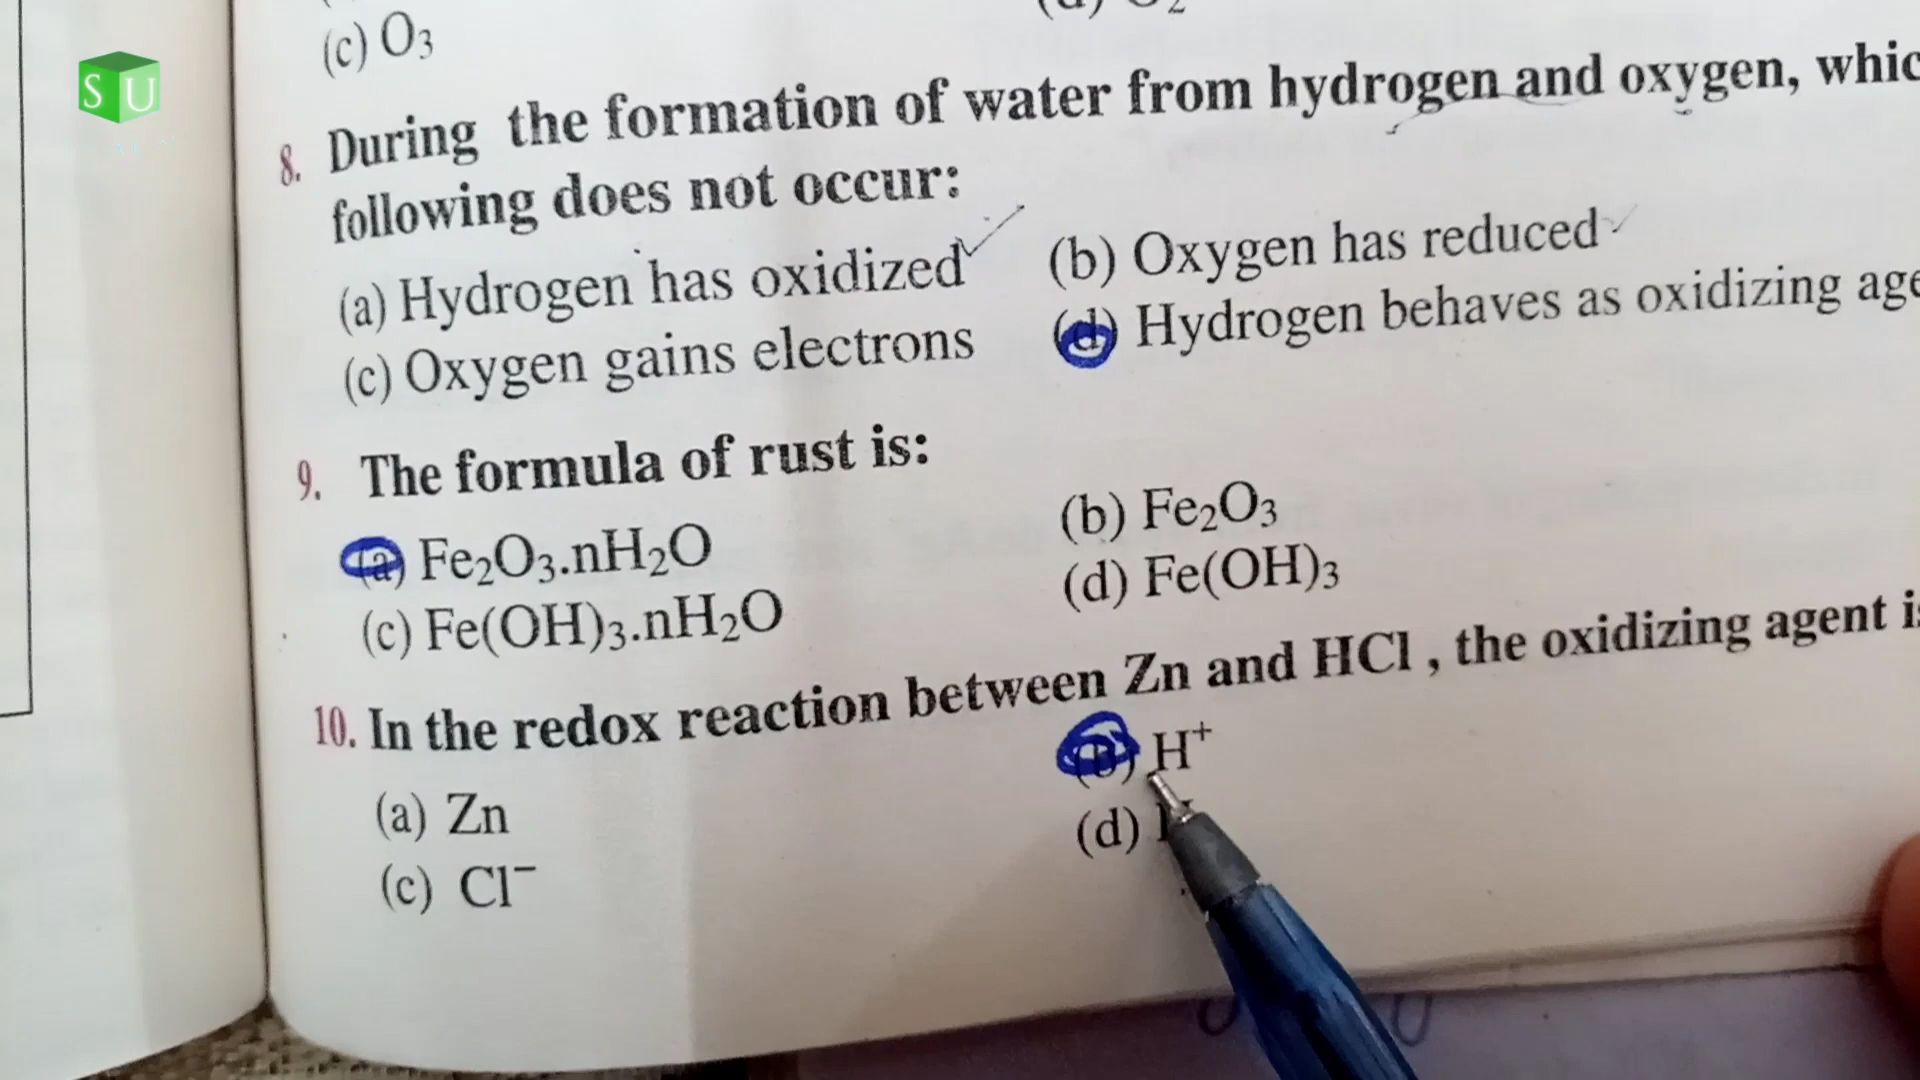 (c) O₃
S U
8. During the formation of water from hydrogen and oxygen,
following does not occur:
(a) Hydrogen has oxidized (b) Oxygen has reduced
(c) Oxygen gains electrons (d) Hydrogen behaves as oxidizing
9. The formula of rust is:
(a) Fe₂O₃.nH₂O (b) Fe₂O₃
(c) Fe(OH)₃.nH₂O (d) Fe(OH)₃
10. In the redox reaction between Zn and HCl , the oxidizing agent
(a) Zn (b) H⁺
(c) Cl⁻ (d)